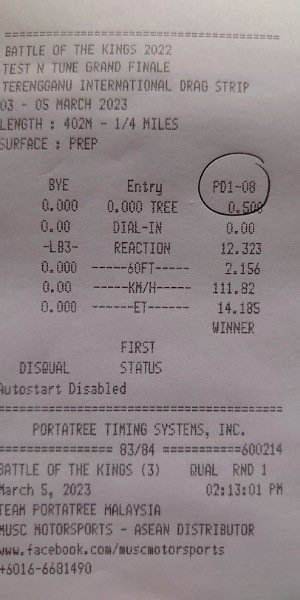 ================================
BATTLE OF THE KINGS 2022
TEST N TUNE GRAND FINALE
TERENGGANU INTERNATIONAL DRAG STRIP
03 - 05 MARCH 2023
LENGTH : 402M - 1/4 MILES
SURFACE : PREP
BYE Entry PD1-08
0.000 0.000 TREE 0.500
0.00 DIAL-IN 0.00
-LB3- REACTION 12.323
0.000 ------60FT------ 2.156
0.00 -----KM/H------ 111.82
0.000 ------ET------- 14.185
WINNER
FIRST
DISQUAL STATUS
Autostart Disabled
================================
PORTATREE TIMING SYSTEMS, INC.
============= 83/84 ===========600214
BATTLE OF THE KINGS (3) QUAL RND 1
March 5, 2023 02:13:01 PM
TEAM PORTATREE MALAYSIA
MUSC MOTORSPORTS - ASEAN DISTRIBUTOR
www.facebook.com/muscmotorsports
+6016-6681490